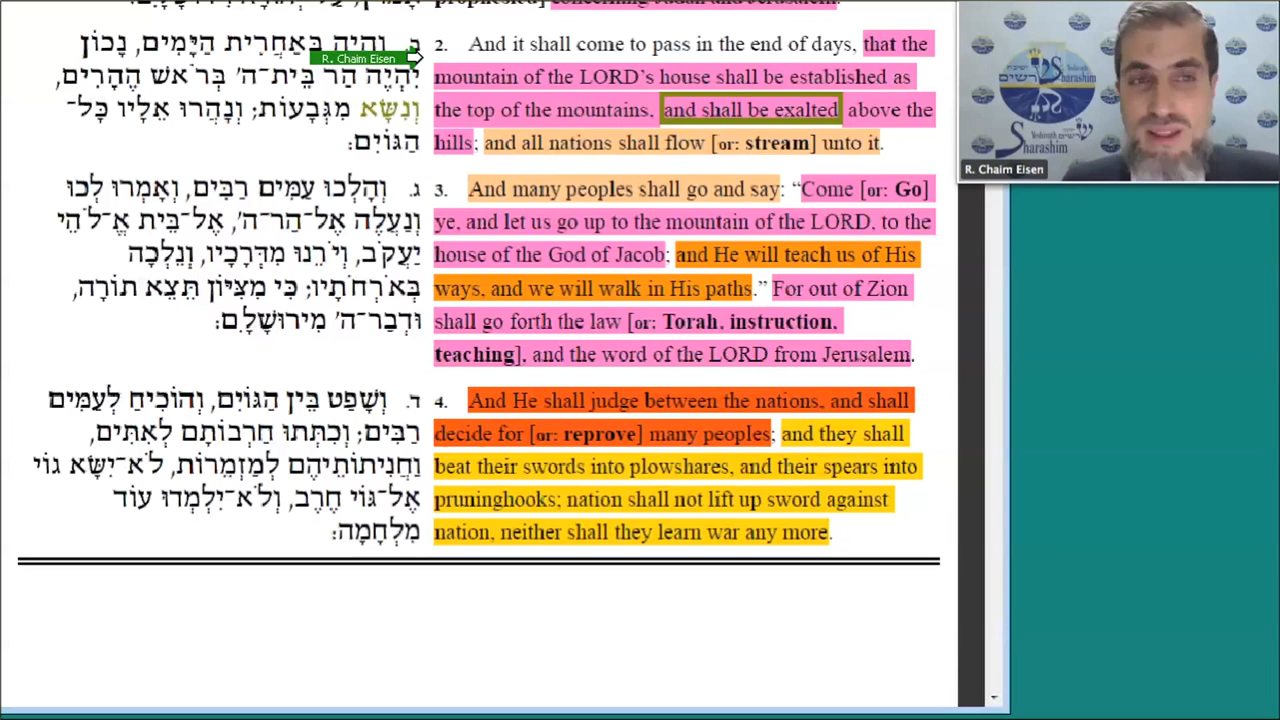 prophesied] concerning Judah and Jerusalem.
ב. וְהָיָה בְּאַחֲרִית הַיָּמִים, נָכוֹן
יִהְיֶה הַר בֵּית־ה' בְּרֹאשׁ הֶהָרִים,
וְנִשָּׂא מִגְּבָעוֹת; וְנָהֲרוּ אֵלָיו כָּל־
הַגּוֹיִם:
R. Chaim Eisen
2. And it shall come to pass in the end of days, that the
mountain of the LORD's house shall be established as
the top of the mountains, and shall be exalted above the
hills; and all nations shall flow [or: stream] unto it.
ג. וְהָלְכוּ עַמִּים רַבִּים, וְאָמְרוּ לְכוּ
וְנַעֲלֶה אֶל־הַר־ה', אֶל־בֵּית אֱ־לֹהֵי
יַעֲקֹב, וְיֹרֵנוּ מִדְּרָכָיו, וְנֵלְכָה
בְּאֹרְחֹתָיו; כִּי מִצִּיּוֹן תֵּצֵא תוֹרָה,
וּדְבַר־ה' מִירוּשָׁלִָם:
3. And many peoples shall go and say: “Come [or: Go]
ye, and let us go up to the mountain of the LORD, to the
house of the God of Jacob; and He will teach us of His
ways, and we will walk in His paths.” For out of Zion
shall go forth the law [or: Torah, instruction,
teaching], and the word of the LORD from Jerusalem.
ד. וְשָׁפַט בֵּין הַגּוֹיִם, וְהוֹכִיחַ לְעַמִּים
רַבִּים; וְכִתְּתוּ חַרְבוֹתָם לְאִתִּים,
וַחֲנִיתוֹתֵיהֶם לְמַזְמֵרוֹת, לֹא־יִשָּׂא גוֹי
אֶל־גּוֹי חֶרֶב, וְלֹא־יִלְמְדוּ עוֹד
מִלְחָמָה:
4. And He shall judge between the nations, and shall
decide for [or: reprove] many peoples; and they shall
beat their swords into plowshares, and their spears into
pruninghooks; nation shall not lift up sword against
nation, neither shall they learn war any more.
Yeshivath
Sharashim
R. Chaim Eisen